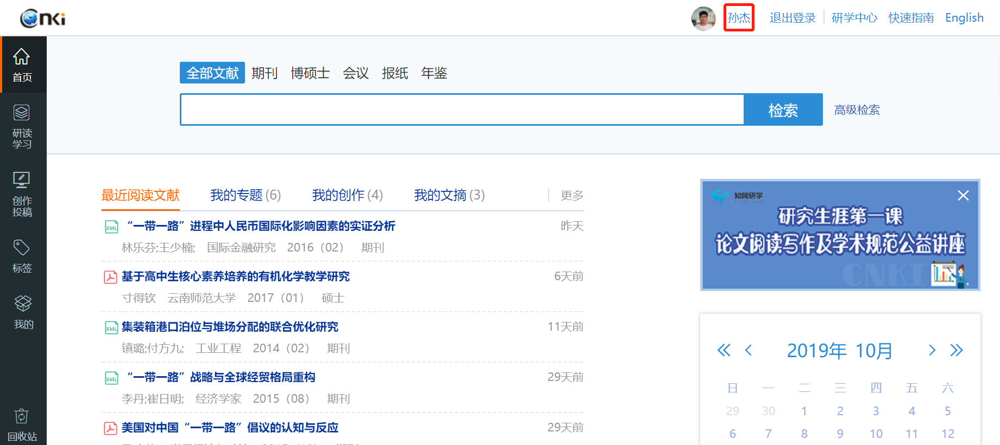 cnki
孙杰 退出登录 研学中心 快速指南 English
首页
研读
学习
创作
投稿
标签
我的
回收站
全部文献 期刊 博硕士 会议 报纸 年鉴
检索 高级检索
最近阅读文献 我的专题 (6) 我的创作 (4) 我的文摘 (3) 更多
XML “一带一路”进程中人民币国际化影响因素的实证分析 昨天
林乐芬;王少楠; 国际金融研究 2016（02） 期刊
基于高中生核心素养培养的有机化学教学研究 6天前
寸得钦 云南师范大学 2017（01） 硕士
XML 集装箱港口泊位与堆场分配的联合优化研究 11天前
镇璐;付方九; 工业工程 2014（02） 期刊
XML “一带一路”战略与全球经贸格局重构 29天前
李丹;崔日明; 经济学家 2015（08） 期刊
美国对中国“一带一路”倡议的认知与反应 29天前
知网研学
研究生涯第一课
论文阅读写作及学术规范公益讲座
CNKI
2019年 10月
日 一 二 三 四 五 六
29 30 1 2 3 4 5
6 7 8 9 10 11 12